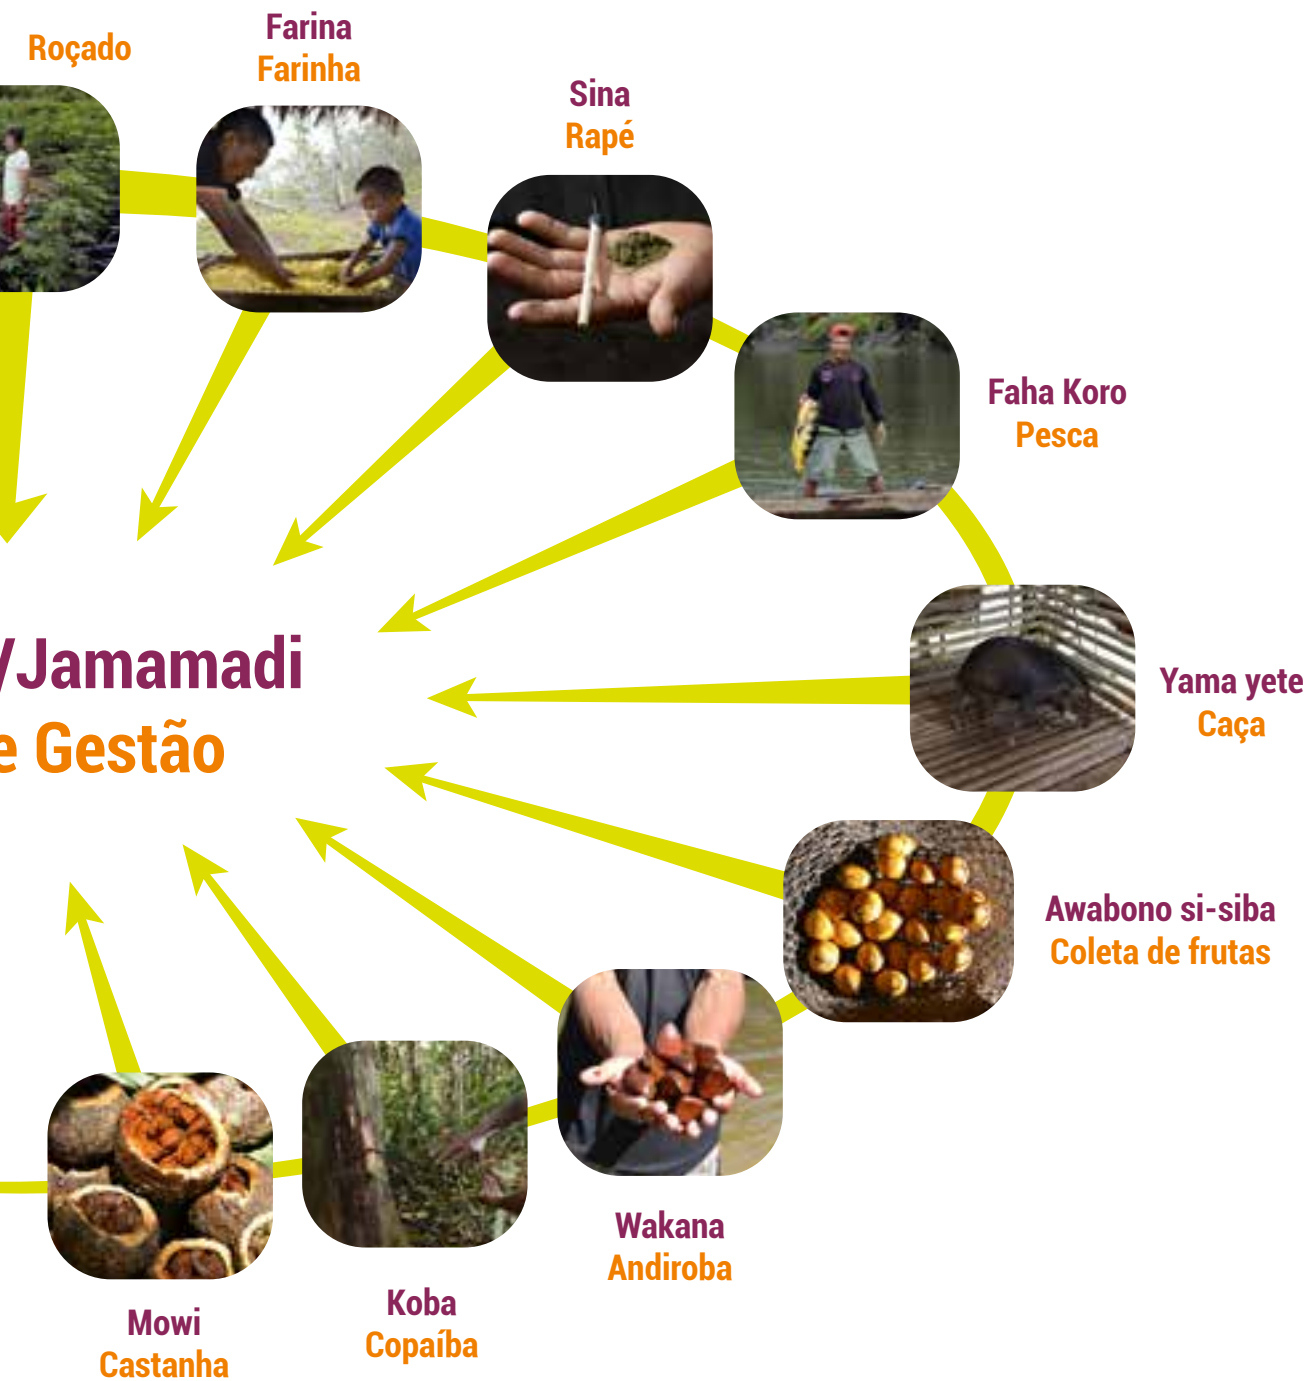 Roçado
Farina
Farinha
Sina
Rapé
Faha Koro
Pesca
/Jamamadi
e Gestão
Yama yete
Caça
Awabono si-siba
Coleta de frutas
Wakana
Andiroba
Koba
Copaíba
Mowi
Castanha